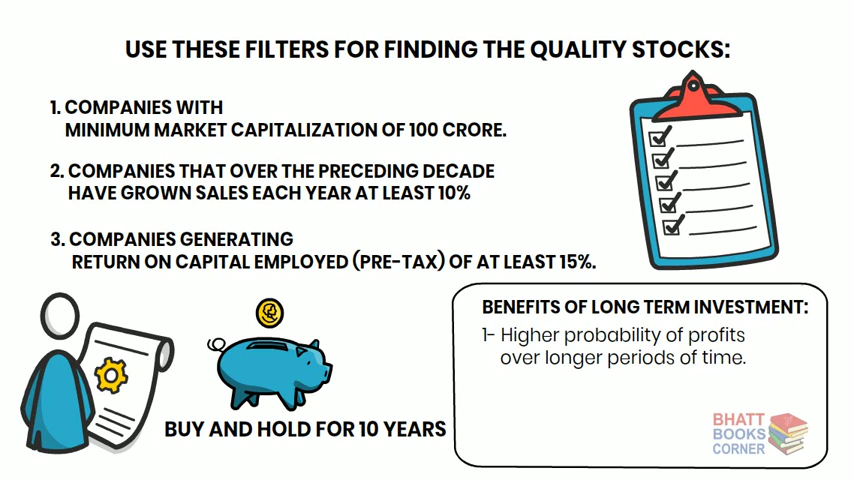 USE THESE FILTERS FOR FINDING THE QUALITY STOCKS:
1. COMPANIES WITH
MINIMUM MARKET CAPITALIZATION OF 100 CRORE.
2. COMPANIES THAT OVER THE PRECEDING DECADE
HAVE GROWN SALES EACH YEAR AT LEAST 10%
3. COMPANIES GENERATING
RETURN ON CAPITAL EMPLOYED (PRE-TAX) OF AT LEAST 15%.
BUY AND HOLD FOR 10 YEARS
BENEFITS OF LONG TERM INVESTMENT:
1- Higher probability of profits
over longer periods of time.
BHATT
BOOKS
CORNER